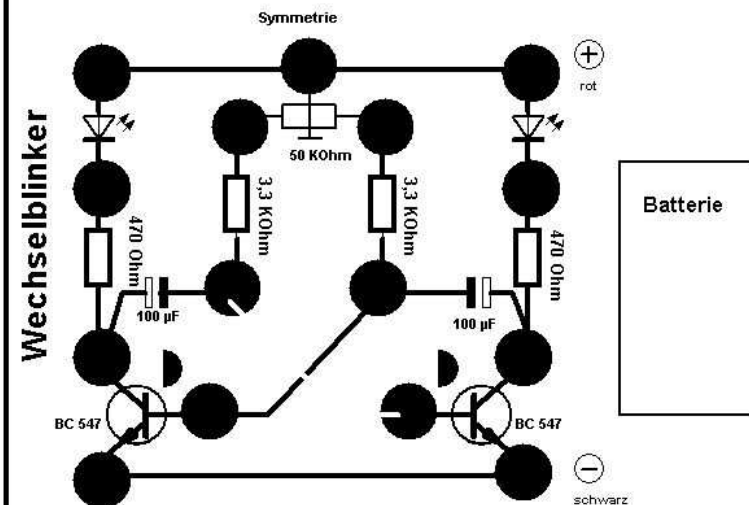 Symmetrie
+
rot
Wechselblinker
50 KOhm
3,3 KOhm
3,3 KOhm
Batterie
470 Ohm
470 Ohm
100 µF
100 µF
BC 547
BC 547
−
schwarz